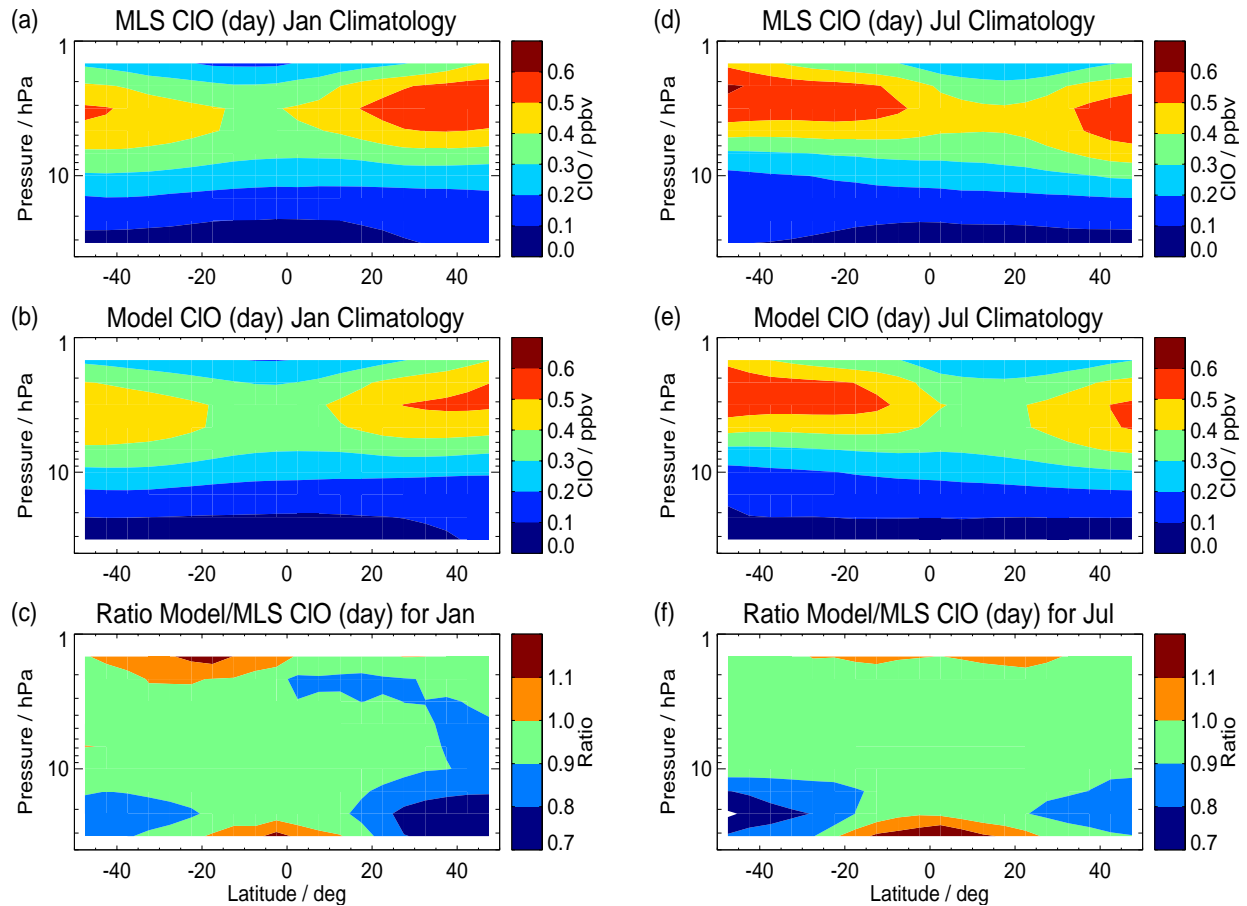 (a) MLS ClO (day) Jan Climatology
1
10
Pressure / hPa
-40 -20 0 20 40
0.6
0.5
0.4
0.3
0.2
0.1
0.0
ClO / ppbv
(d) MLS ClO (day) Jul Climatology
1
10
Pressure / hPa
-40 -20 0 20 40
0.6
0.5
0.4
0.3
0.2
0.1
0.0
ClO / ppbv
(b) Model ClO (day) Jan Climatology
1
10
Pressure / hPa
-40 -20 0 20 40
0.6
0.5
0.4
0.3
0.2
0.1
0.0
ClO / ppbv
(e) Model ClO (day) Jul Climatology
1
10
Pressure / hPa
-40 -20 0 20 40
0.6
0.5
0.4
0.3
0.2
0.1
0.0
ClO / ppbv
(c) Ratio Model/MLS ClO (day) for Jan
1
10
Pressure / hPa
-40 -20 0 20 40
Latitude / deg
1.1
1.0
0.9
0.8
0.7
Ratio
(f) Ratio Model/MLS ClO (day) for Jul
1
10
Pressure / hPa
-40 -20 0 20 40
Latitude / deg
1.1
1.0
0.9
0.8
0.7
Ratio